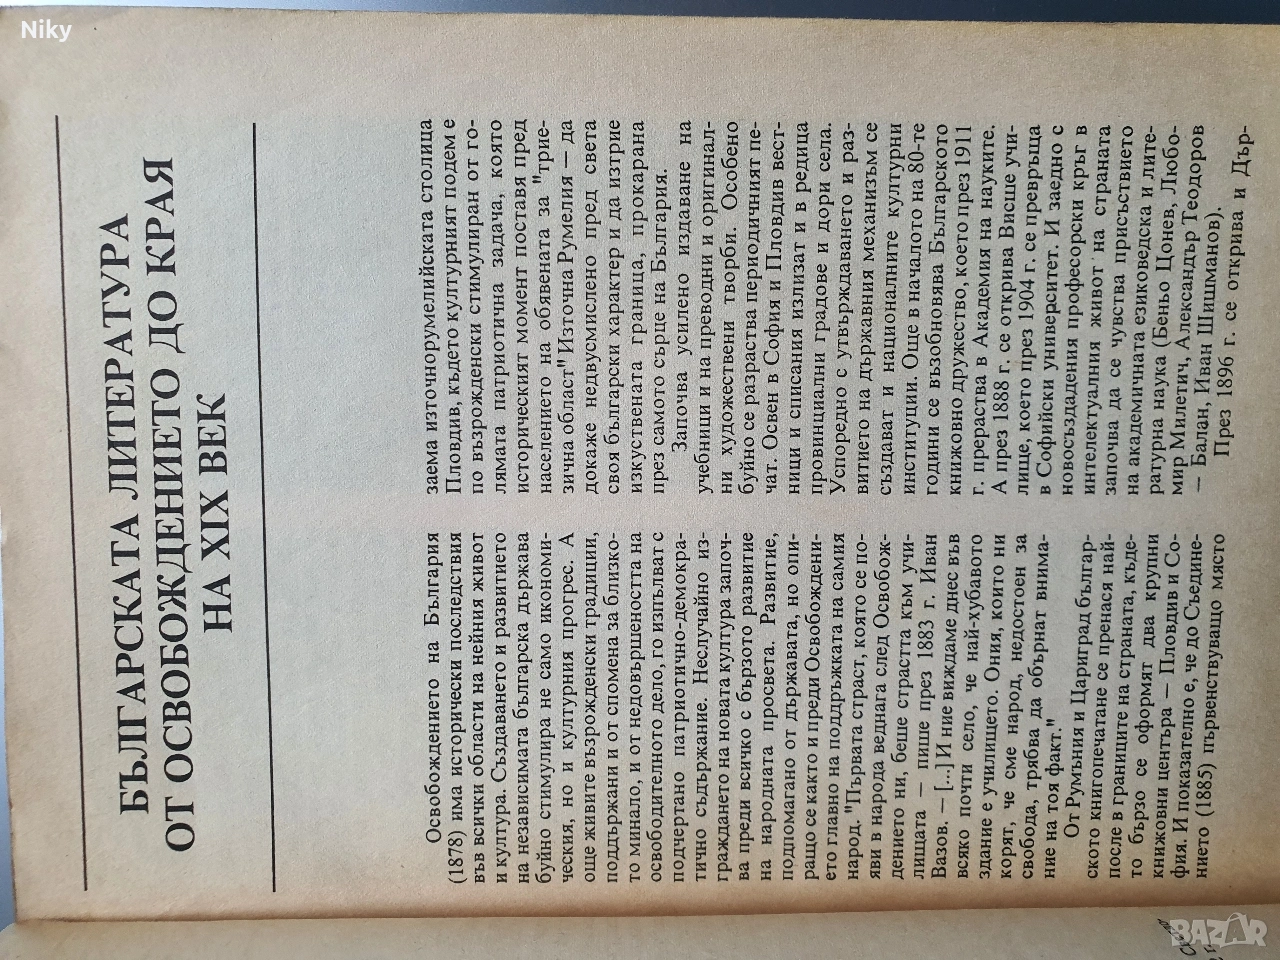 Niky
БЪЛГАРСКАТА ЛИТЕРАТУРА
ОТ ОСВОБОЖДЕНИЕТО ДО КРАЯ
НА XIX ВЕК
Освобождението на България
(1878) има исторически последствия
във всички области на нейния живот
и култура. Създаването и развитието
на независимата българска държава
буйно стимулира не само икономи-
ческия, но и културния прогрес. А
още живите възрожденски традиции,
поддържани и от спомена за близко-
то минало, и от недовършеността на
освободителното дело, го изпълват с
подчертано патриотично-демокра-
тично съдържание. Неслучайно из-
граждането на новата култура започ-
ва преди всичко с бързото развитие
на народната просвета. Развитие,
подпомагано от държавата, но опи-
ращо се както и преди Освобождени-
ето главно на поддръжката на самия
народ. "Първата страст, която се по-
яви в народа веднага след Освобож-
дението ни, беше страстта към учи-
лищата — пише през 1883 г. Иван
Вазов. — [...] И ние виждаме днес във
всяко почти село, че най-хубавото
здание е училището. Ония, които ни
корят, че сме народ, недостоен за
свобода, трябва да обърнат внима-
ние на тоя факт."
От Румъния и Цариград българ-
ското книгопечатане се пренася най-
после в границите на страната, къде-
то бързо се оформят два крупни
книжовни центъра — Пловдив и Со-
фия. И показателно е, че до Съедине-
нието (1885) първенствуващо място
заема източнорумелийската столица
Пловдив, където културният подем е
по възрожденски стимулиран от го-
лямата патриотична задача, която
историческият момент поставя пред
населението на обявената за "трие-
зична област" Източна Румелия — да
докаже недвусмислено пред света
своя български характер и да изтрие
изкуствената граница, прокарана
през самото сърце на България.
Започва усилено издаване на
учебници и на преводни и оригинал-
ни художествени творби. Особено
буйно се разраства периодичният пе-
чат. Освен в София и Пловдив вест-
ници и списания излизат и в редица
провинциални градове и дори села.
Успоредно с утвърждаването и раз-
витието на държавния механизъм се
създават и националните културни
институции. Още в началото на 80-те
години се възобновява Българското
книжовно дружество, което през 1911
г. прераства в Академия на науките.
А през 1888 г. се открива Висше учи-
лище, което през 1904 г. се превръща
в Софийски университет. И заедно с
новосъздадения професорски кръг в
интелектуалния живот на страната
започва да се чувства присъствието
на академичната езиковедска и лите-
ратурна наука (Беньо Цонев, Любо-
мир Милетич, Александър Теодоров
— Балан, Иван Шишманов).
През 1896 г. се открива и Дър-
BAZAR